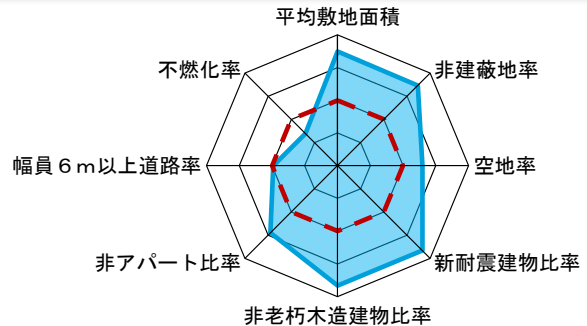 平均敷地面積
不燃化率
非建蔽地率
幅員６ｍ以上道路率
空地率
非アパート比率
新耐震建物比率
非老朽木造建物比率